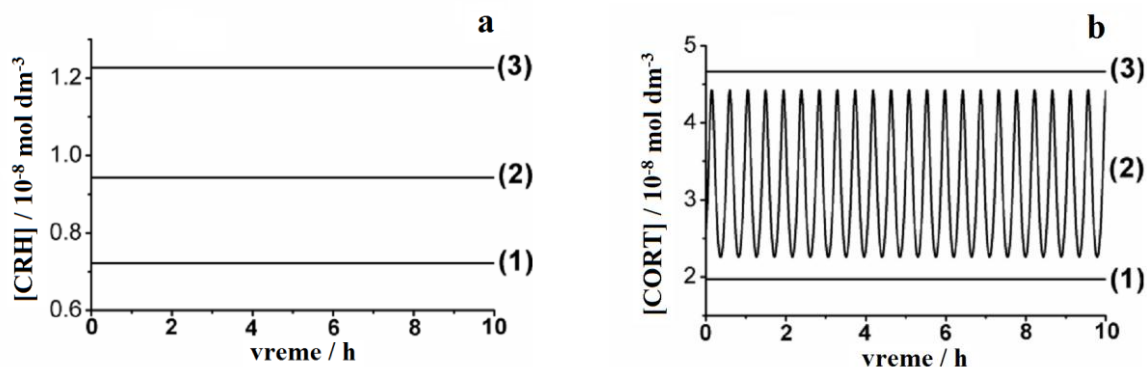 a
[CRH] / 10⁻⁸ mol dm⁻³
1.2
1.0
0.8
0.6
(3)
(2)
(1)
0 2 4 6 8 10
vreme / h
b
[CORT] / 10⁻⁸ mol dm⁻³
5
4
3
2
(3)
(2)
(1)
0 2 4 6 8 10
vreme / h